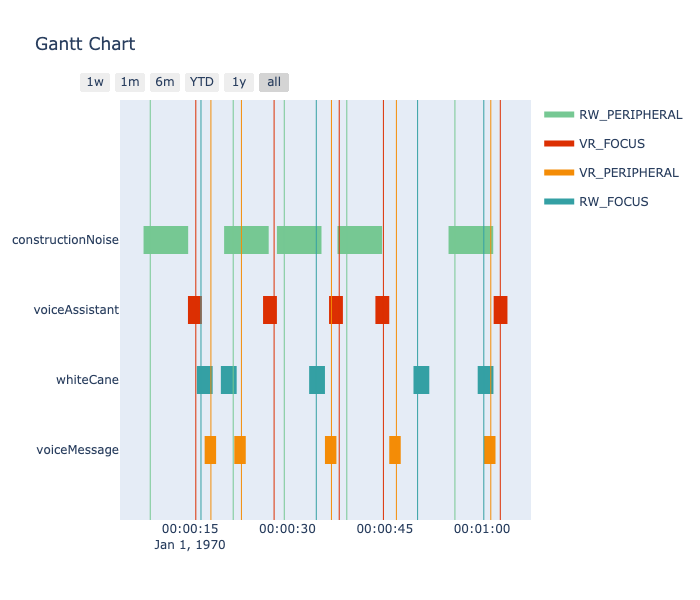 Gantt Chart
1w 1m 6m YTD 1y all
RW_PERIPHERAL
VR_FOCUS
VR_PERIPHERAL
RW_FOCUS
constructionNoise
voiceAssistant
whiteCane
voiceMessage
00:00:15 00:00:30 00:00:45 00:01:00
Jan 1, 1970